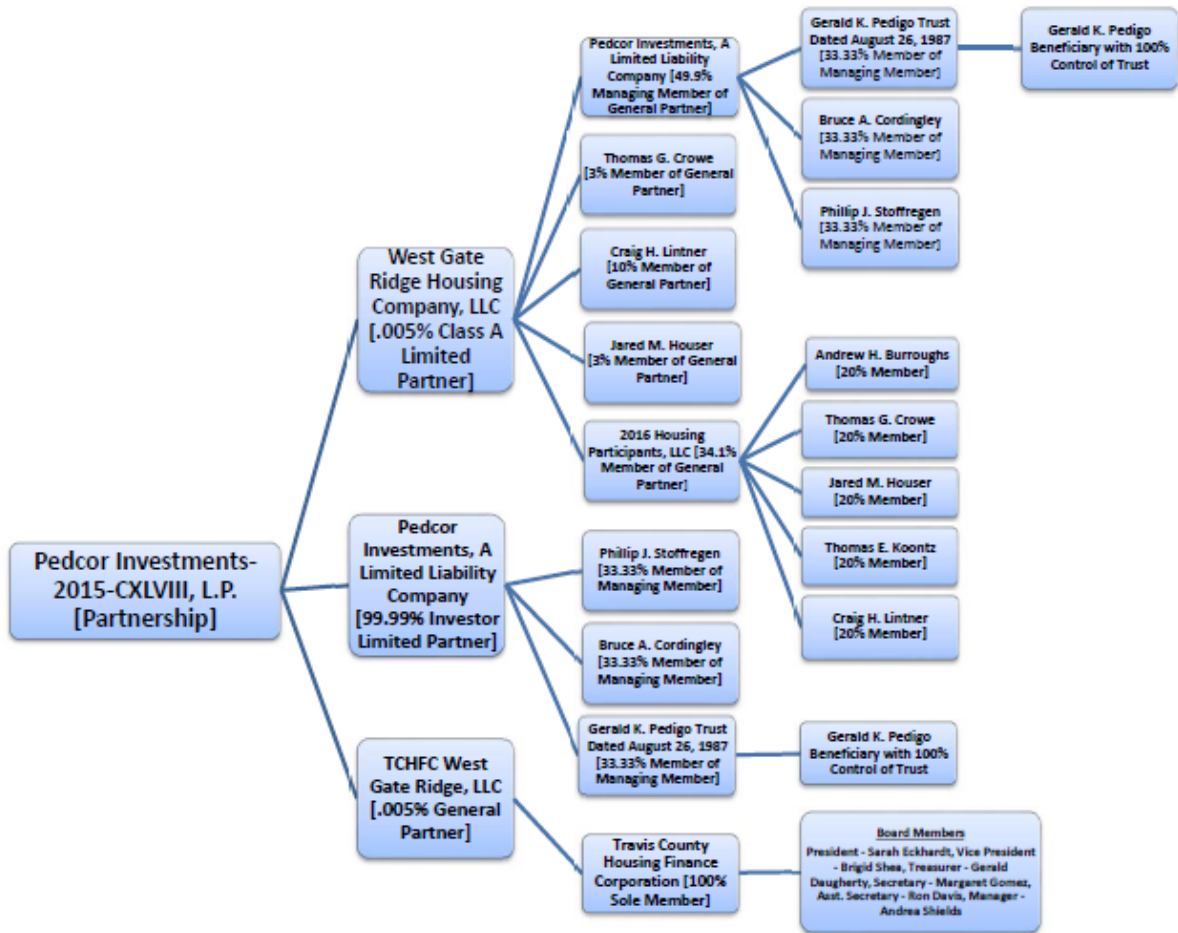 Pedcor Investments-
2015-CXLVIII, L.P.
[Partnership]
West Gate
Ridge Housing
Company, LLC
[.005% Class A
Limited
Partner]
Pedcor Investments, A
Limited Liability
Company [49.9%
Managing Member of
General Partner]
Gerald K. Pedigo Trust
Dated August 26, 1987
[33.33% Member of
Managing Member]
Gerald K. Pedigo
Beneficiary with 100%
Control of Trust
Bruce A. Cordingley
[33.33% Member of
Managing Member]
Phillip J. Stoffregen
[33.33% Member of
Managing Member]
Thomas G. Crowe
[3% Member of General
Partner]
Craig H. Lintner
[10% Member of
General Partner]
Jared M. Houser
[3% Member of General
Partner]
2016 Housing
Participants, LLC [34.1%
Member of General
Partner]
Andrew H. Burroughs
[20% Member]
Thomas G. Crowe
[20% Member]
Jared M. Houser
[20% Member]
Thomas E. Koontz
[20% Member]
Craig H. Lintner
[20% Member]
Pedcor
Investments, A
Limited Liability
Company
[99.99% Investor
Limited Partner]
Phillip J. Stoffregen
[33.33% Member of
Managing Member]
Bruce A. Cordingley
[33.33% Member of
Managing Member]
Gerald K. Pedigo Trust
Dated August 26, 1987
[33.33% Member of
Managing Member]
Gerald K. Pedigo
Beneficiary with 100%
Control of Trust
TCHFC West
Gate Ridge, LLC
[.005% General
Partner]
Travis County
Housing Finance
Corporation [100%
Sole Member]
Board Members
President - Sarah Eckhardt, Vice President
- Brigid Shea, Treasurer - Gerald
Daugherty, Secretary - Margaret Gomez,
Asst. Secretary - Ron Davis, Manager -
Andrea Shields